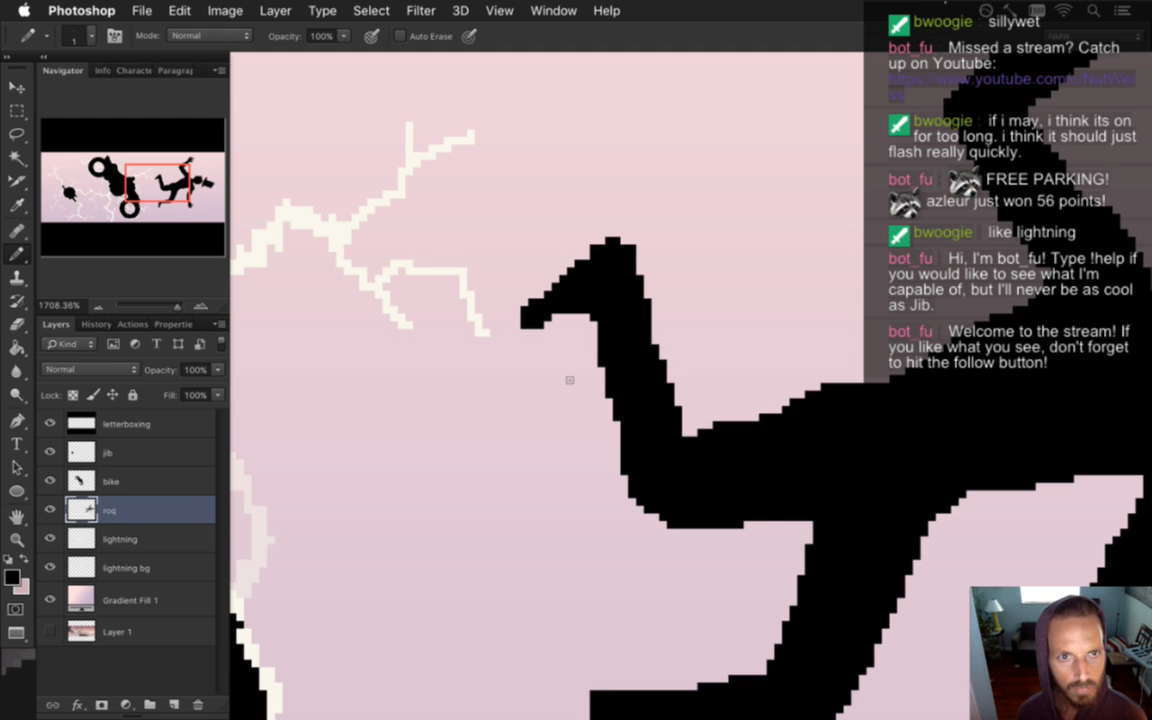 Photoshop File Edit Image Layer Type Select Filter 3D View Window Help
1 Mode: Normal Opacity: 100% Auto Erase
Navigator Info Characte Paragraj
1708.36%
Layers History Actions Propertie
Kind
Normal Opacity: 100%
Lock: Fill: 100%
letterboxing
jib
bike
roq
lightning
lightning bg
Gradient Fill 1
Layer 1
bwoogie : sillywet
bot_fu : Missed a stream? Catch
up on Youtube:
bwoogie : if i may, i think its on
for too long. i think it should just
flash really quickly.
bot_fu : FREE PARKING!
azleur just won 56 points!
bwoogie : like lightning
bot_fu : Hi, I'm bot_fu! Type !help if
you would like to see what I'm
capable of, but I'll never be as cool
as Jib.
bot_fu : Welcome to the stream! If
you like what you see, don't forget
to hit the follow button!